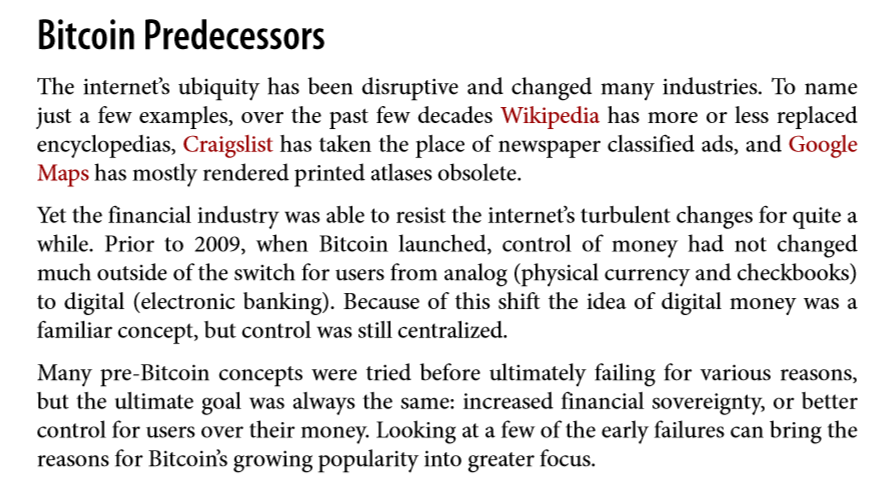 Bitcoin Predecessors
The internet's ubiquity has been disruptive and changed many industries. To name
just a few examples, over the past few decades Wikipedia has more or less replaced
encyclopedias, Craigslist has taken the place of newspaper classified ads, and Google
Maps has mostly rendered printed atlases obsolete.
Yet the financial industry was able to resist the internet's turbulent changes for quite a
while. Prior to 2009, when Bitcoin launched, control of money had not changed
much outside of the switch for users from analog (physical currency and checkbooks)
to digital (electronic banking). Because of this shift the idea of digital money was a
familiar concept, but control was still centralized.
Many pre-Bitcoin concepts were tried before ultimately failing for various reasons,
but the ultimate goal was always the same: increased financial sovereignty, or better
control for users over their money. Looking at a few of the early failures can bring the
reasons for Bitcoin's growing popularity into greater focus.